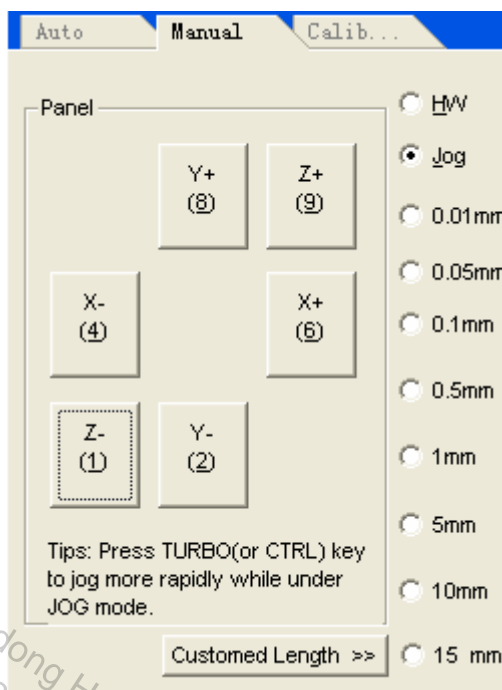 Auto Manual Calib...
Panel
HW
Jog
0.01mm
0.05mm
0.1mm
0.5mm
1mm
5mm
10mm
15 mm
Y+
(8)
Z+
(9)
X-
(4)
X+
(6)
Z-
(1)
Y-
(2)
Tips: Press TURBO(or CTRL) key
to jog more rapidly while under
JOG mode.
Customed Length >>
dong